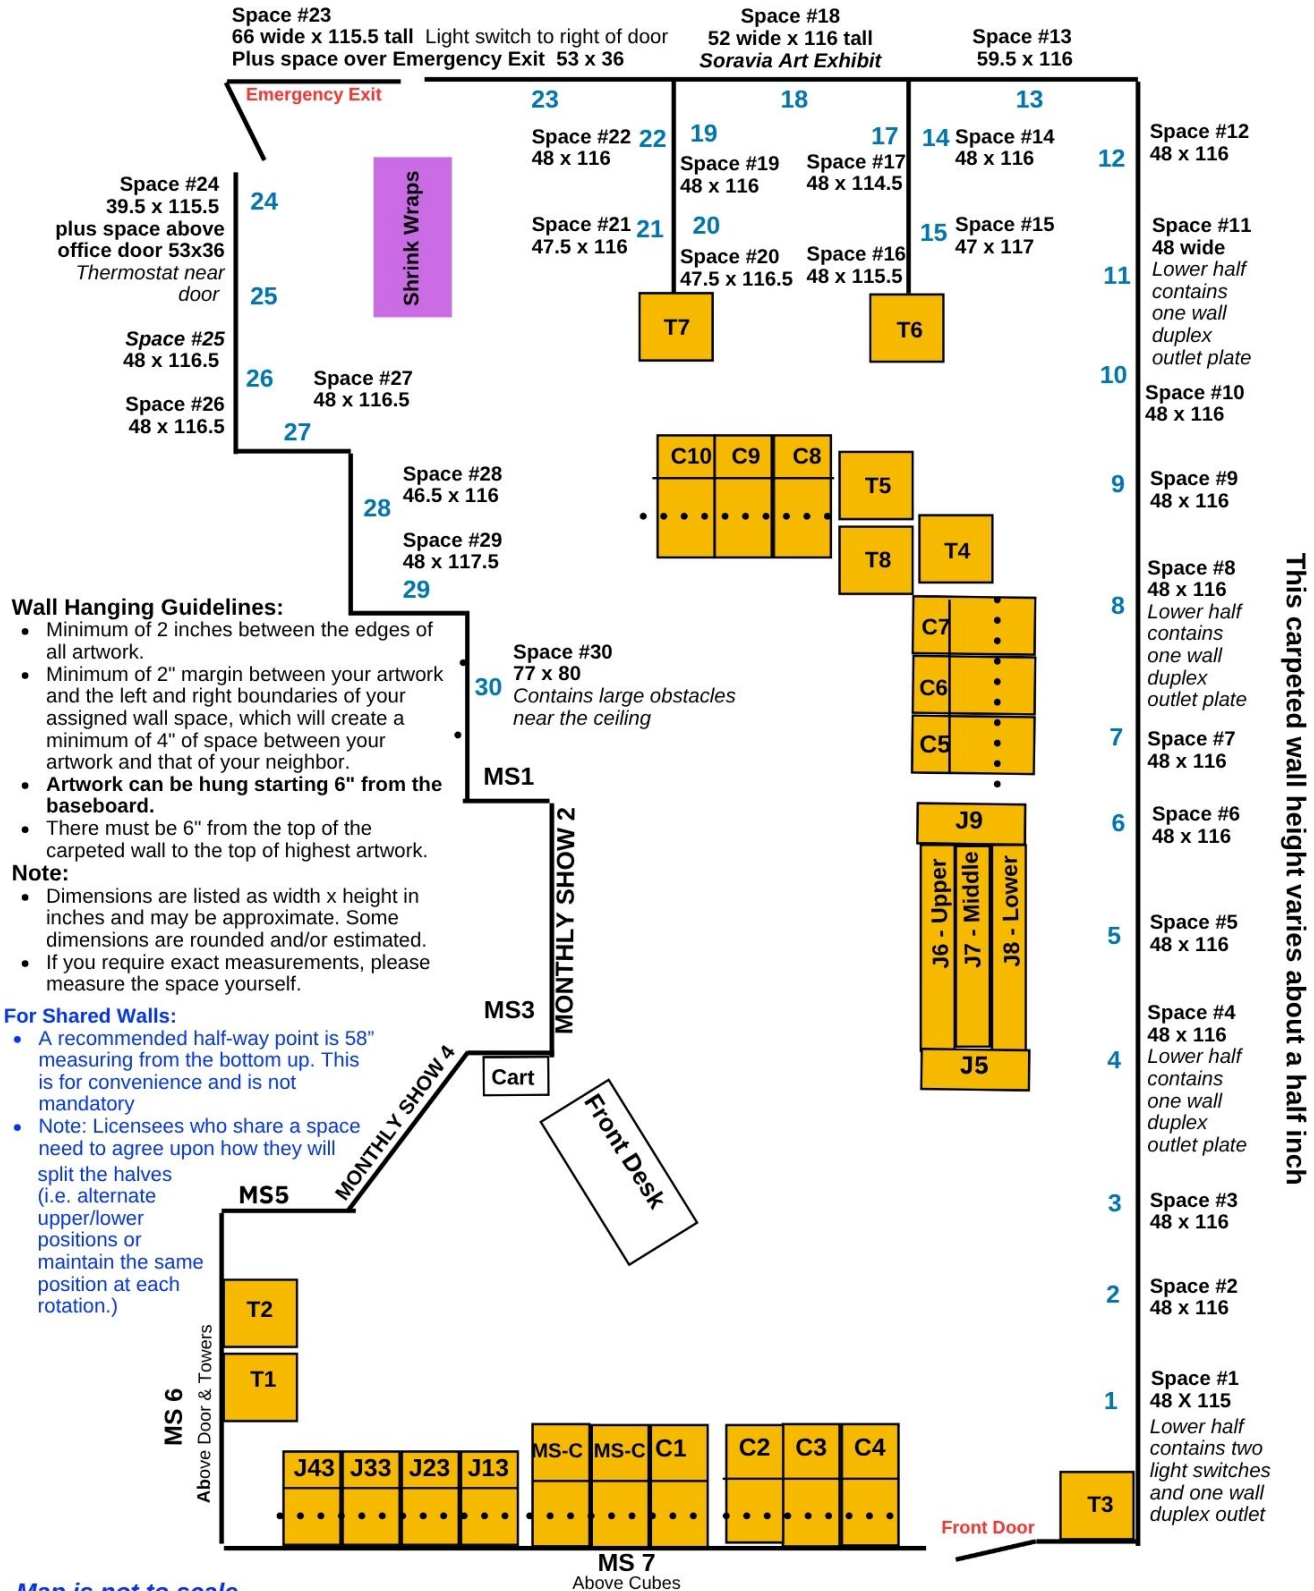 Space #23
66 wide x 115.5 tall Light switch to right of door
Plus space over Emergency Exit 53 x 36
Space #18
52 wide x 116 tall
Soravia Art Exhibit
Space #13
59.5 x 116
Emergency Exit
23
18
13
Space #22
48 x 116
22
19
Space #19
48 x 116
17
Space #17
48 x 114.5
14
Space #14
48 x 116
12
Space #12
48 x 116
Space #24
39.5 x 115.5
plus space above
office door 53x36
Thermostat near
door
24
Shrink Wraps
Space #21
47.5 x 116
21
20
Space #20
47.5 x 116.5
Space #16
48 x 115.5
15
Space #15
47 x 117
11
Space #11
48 wide
Lower half
contains
one wall
duplex
outlet plate
25
Space #25
48 x 116.5
T7
T6
26
Space #26
48 x 116.5
Space #27
48 x 116.5
27
10
Space #10
48 x 116
C10
C9
C8
T5
T8
T4
9
Space #9
48 x 116
Space #28
46.5 x 116
28
Space #29
48 x 117.5
29
8
Space #8
48 x 116
Lower half
contains
one wall
duplex
outlet plate
This carpeted wall height varies about a half inch
C7
C6
C5
Wall Hanging Guidelines:
• Minimum of 2 inches between the edges of
all artwork.
• Minimum of 2" margin between your artwork
and the left and right boundaries of your
assigned wall space, which will create a
minimum of 4" of space between your
artwork and that of your neighbor.
• Artwork can be hung starting 6" from the
baseboard.
• There must be 6" from the top of the
carpeted wall to the top of highest artwork.
Note:
• Dimensions are listed as width x height in
inches and may be approximate. Some
dimensions are rounded and/or estimated.
• If you require exact measurements, please
measure the space yourself.
30
Space #30
77 x 80
Contains large obstacles
near the ceiling
7
Space #7
48 x 116
MS1
MONTHLY SHOW 2
MS3
6
Space #6
48 x 116
J9
J6 - Upper
J7 - Middle
J8 - Lower
J5
5
Space #5
48 x 116
4
Space #4
48 x 116
Lower half
contains
one wall
duplex
outlet plate
For Shared Walls:
• A recommended half-way point is 58”
measuring from the bottom up. This
is for convenience and is not
mandatory
• Note: Licensees who share a space
need to agree upon how they will
split the halves
(i.e. alternate
upper/lower
positions or
maintain the same
position at each
rotation.)
Cart
MONTHLY SHOW 4
Front Desk
MS5
3
Space #3
48 x 116
2
Space #2
48 x 116
T2
T1
MS 6
Above Door & Towers
1
Space #1
48 X 115
Lower half
contains two
light switches
and one wall
duplex outlet
J43
J33
J23
J13
MS-C
MS-C
C1
C2
C3
C4
T3
Front Door
MS 7
Above Cubes
Map is not to scale